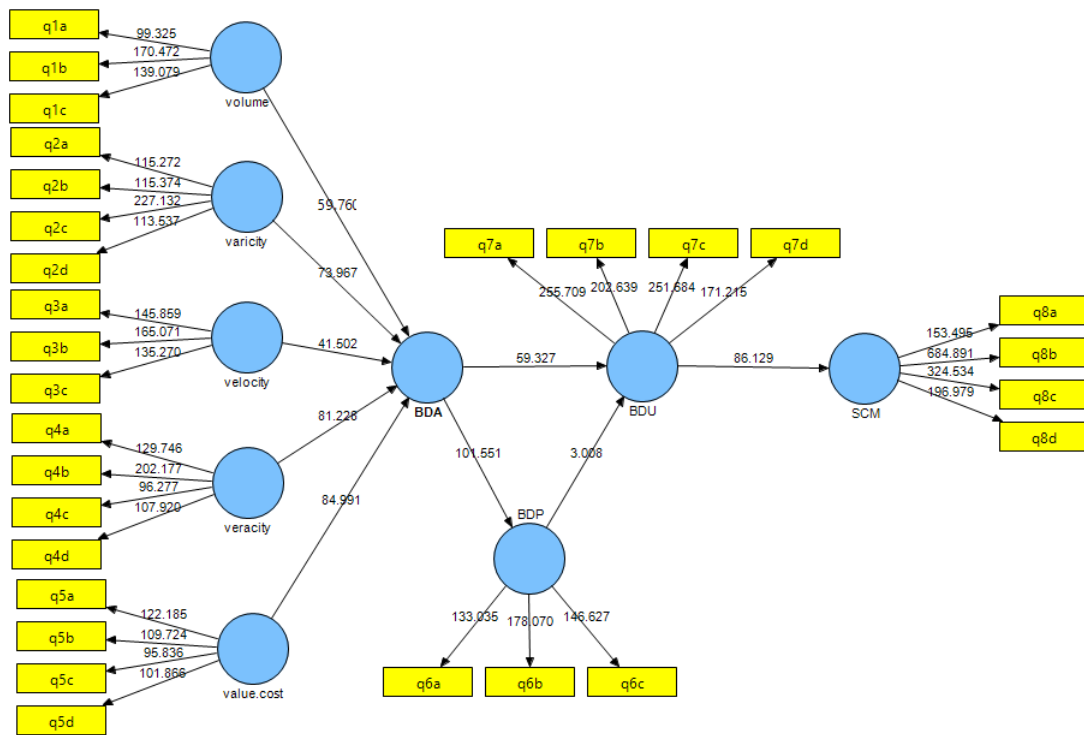 q1a
99.325
q1b
170.472
139.079
q1c
volume
q2a
115.272
q2b
115.374
q2c
227.132
113.537
q2d
varicity
59.760
73.967
q3a
145.859
q3b
165.071
135.270
q3c
velocity
41.502
q4a
129.746
q4b
202.177
q4c
96.277
107.920
q4d
veracity
81.228
q5a
122.185
q5b
109.724
q5c
95.836
101.866
q5d
value.cost
84.991
BDA
59.327
101.551
BDP
3.008
133.035
178.070
146.627
q6a
q6b
q6c
q7a
q7b
q7c
q7d
255.709
202.639
251.684
171.215
BDU
86.129
SCM
153.495
684.891
324.534
196.979
q8a
q8b
q8c
q8d